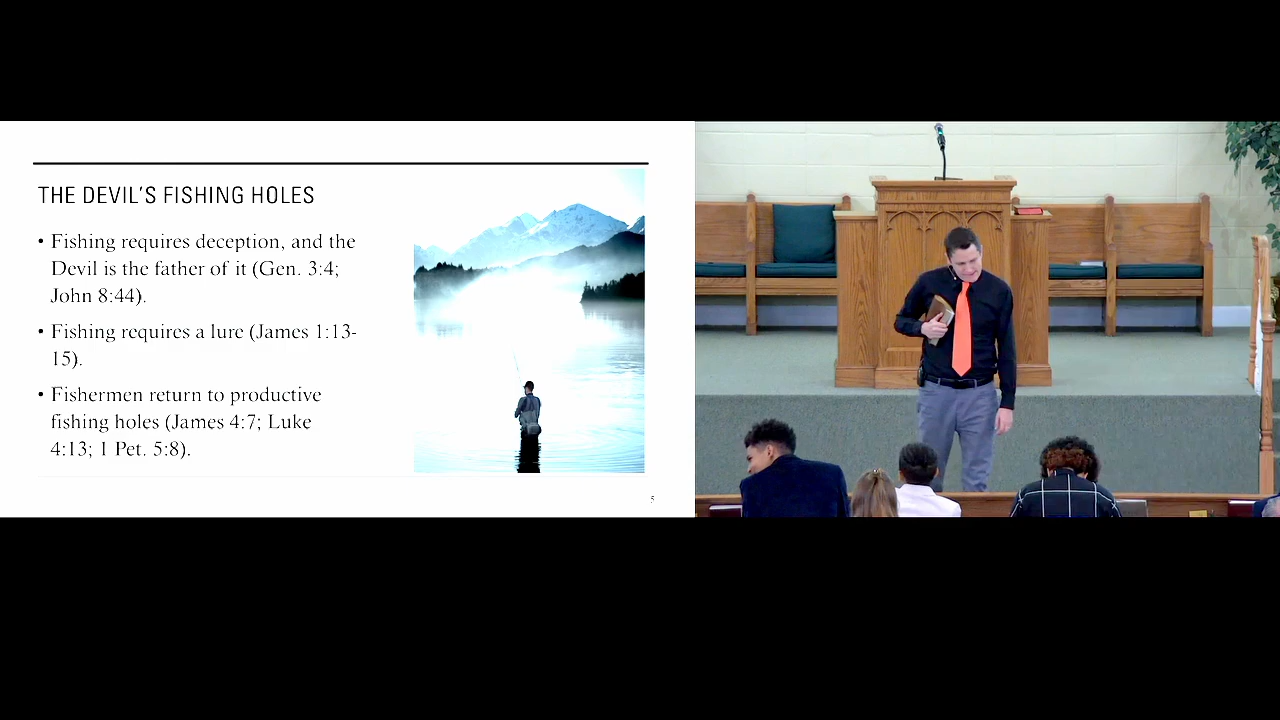 THE DEVIL'S FISHING HOLES
• Fishing requires deception, and the
Devil is the father of it (Gen. 3:4;
John 8:44).
• Fishing requires a lure (James 1:13-
15).
• Fishermen return to productive
fishing holes (James 4:7; Luke
4:13; 1 Pet. 5:8).
5